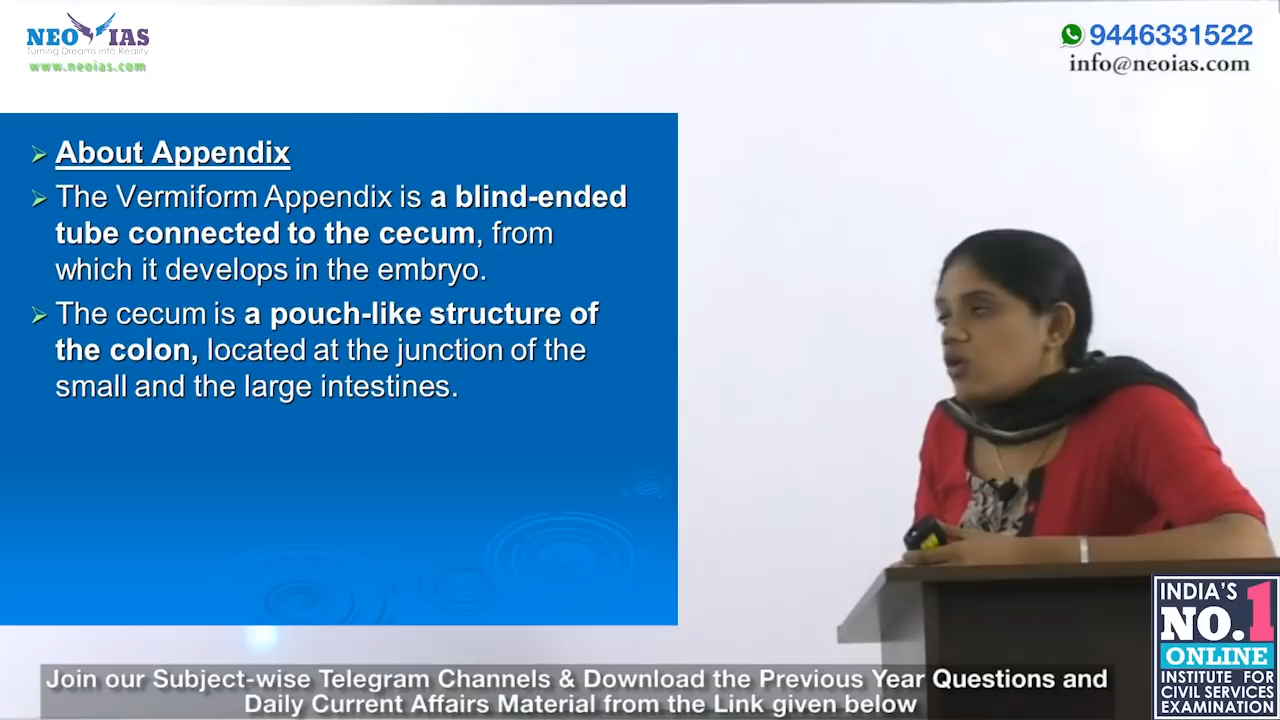 NEO IAS
Turning Dreams into Reality
www.neoias.com
9446331522
info@neoias.com
About Appendix
The Vermiform Appendix is a blind-ended
tube connected to the cecum, from
which it develops in the embryo.
The cecum is a pouch-like structure of
the colon, located at the junction of the
small and the large intestines.
INDIA'S
NO.1
ONLINE
INSTITUTE FOR
CIVIL SERVICES
EXAMINATION
Join our Subject-wise Telegram Channels & Download the Previous Year Questions and
Daily Current Affairs Material from the Link given below